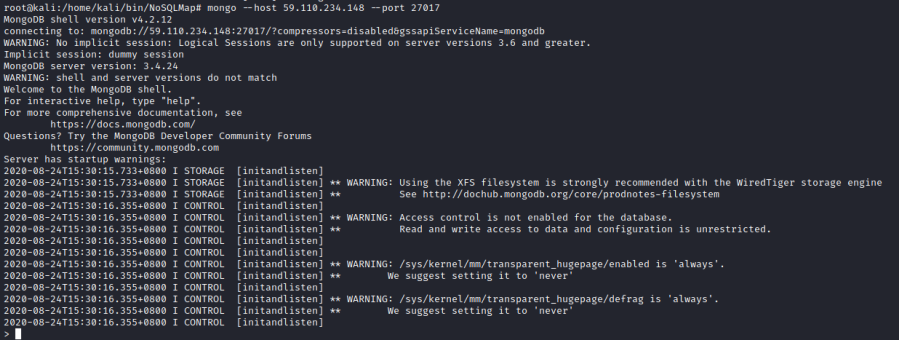 root@kali:/home/kali/bin/NoSQLMap# mongo --host 59.110.234.148 --port 27017
MongoDB shell version v4.2.12
connecting to: mongodb://59.110.234.148:27017/?compressors=disabled&gssapiServiceName=mongodb
WARNING: No implicit session: Logical Sessions are only supported on server versions 3.6 and greater.
Implicit session: dummy session
MongoDB server version: 3.4.24
WARNING: shell and server versions do not match
Welcome to the MongoDB shell.
For interactive help, type "help".
For more comprehensive documentation, see
        https://docs.mongodb.com/
Questions? Try the MongoDB Developer Community Forums
        https://community.mongodb.com
Server has startup warnings:
2020-08-24T15:30:15.733+0800 I STORAGE  [initandlisten]
2020-08-24T15:30:15.733+0800 I STORAGE  [initandlisten] ** WARNING: Using the XFS filesystem is strongly recommended with the WiredTiger storage engine
2020-08-24T15:30:15.733+0800 I STORAGE  [initandlisten] **          See http://dochub.mongodb.org/core/prodnotes-filesystem
2020-08-24T15:30:16.355+0800 I CONTROL  [initandlisten]
2020-08-24T15:30:16.355+0800 I CONTROL  [initandlisten] ** WARNING: Access control is not enabled for the database.
2020-08-24T15:30:16.355+0800 I CONTROL  [initandlisten] **          Read and write access to data and configuration is unrestricted.
2020-08-24T15:30:16.355+0800 I CONTROL  [initandlisten]
2020-08-24T15:30:16.355+0800 I CONTROL  [initandlisten]
2020-08-24T15:30:16.355+0800 I CONTROL  [initandlisten] ** WARNING: /sys/kernel/mm/transparent_hugepage/enabled is 'always'.
2020-08-24T15:30:16.355+0800 I CONTROL  [initandlisten] **        We suggest setting it to 'never'
2020-08-24T15:30:16.355+0800 I CONTROL  [initandlisten]
2020-08-24T15:30:16.355+0800 I CONTROL  [initandlisten] ** WARNING: /sys/kernel/mm/transparent_hugepage/defrag is 'always'.
2020-08-24T15:30:16.355+0800 I CONTROL  [initandlisten] **        We suggest setting it to 'never'
2020-08-24T15:30:16.355+0800 I CONTROL  [initandlisten]
>